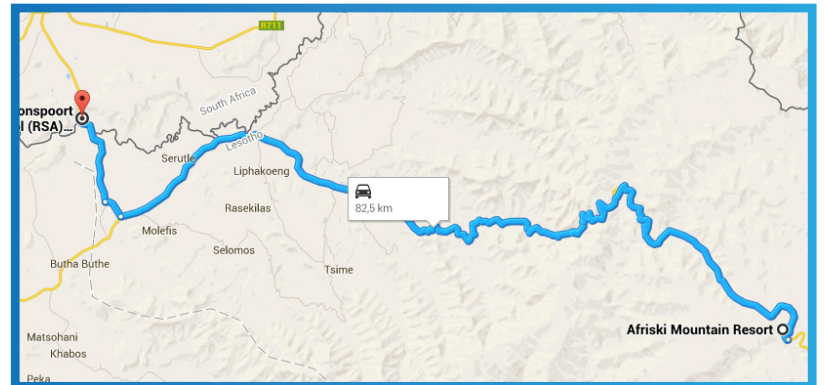 R711
onspoort
l (RSA)...
South Africa
Lesotho
Serutle
Liphakoeng
82,5 km
Rasekilas
Molefis
Selomos
Butha Buthe
Tsime
Afriski Mountain Resort
Matsohani
Khabos
Peka